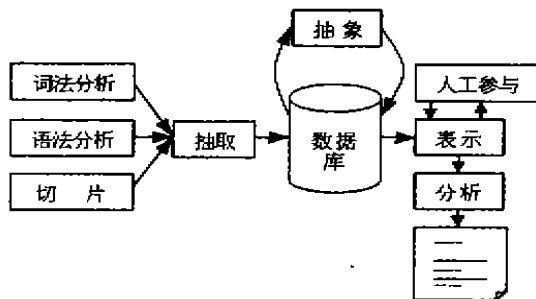 抽象
词法分析
人工参与
语法分析
抽取
数据
库
表示
切 片
分析